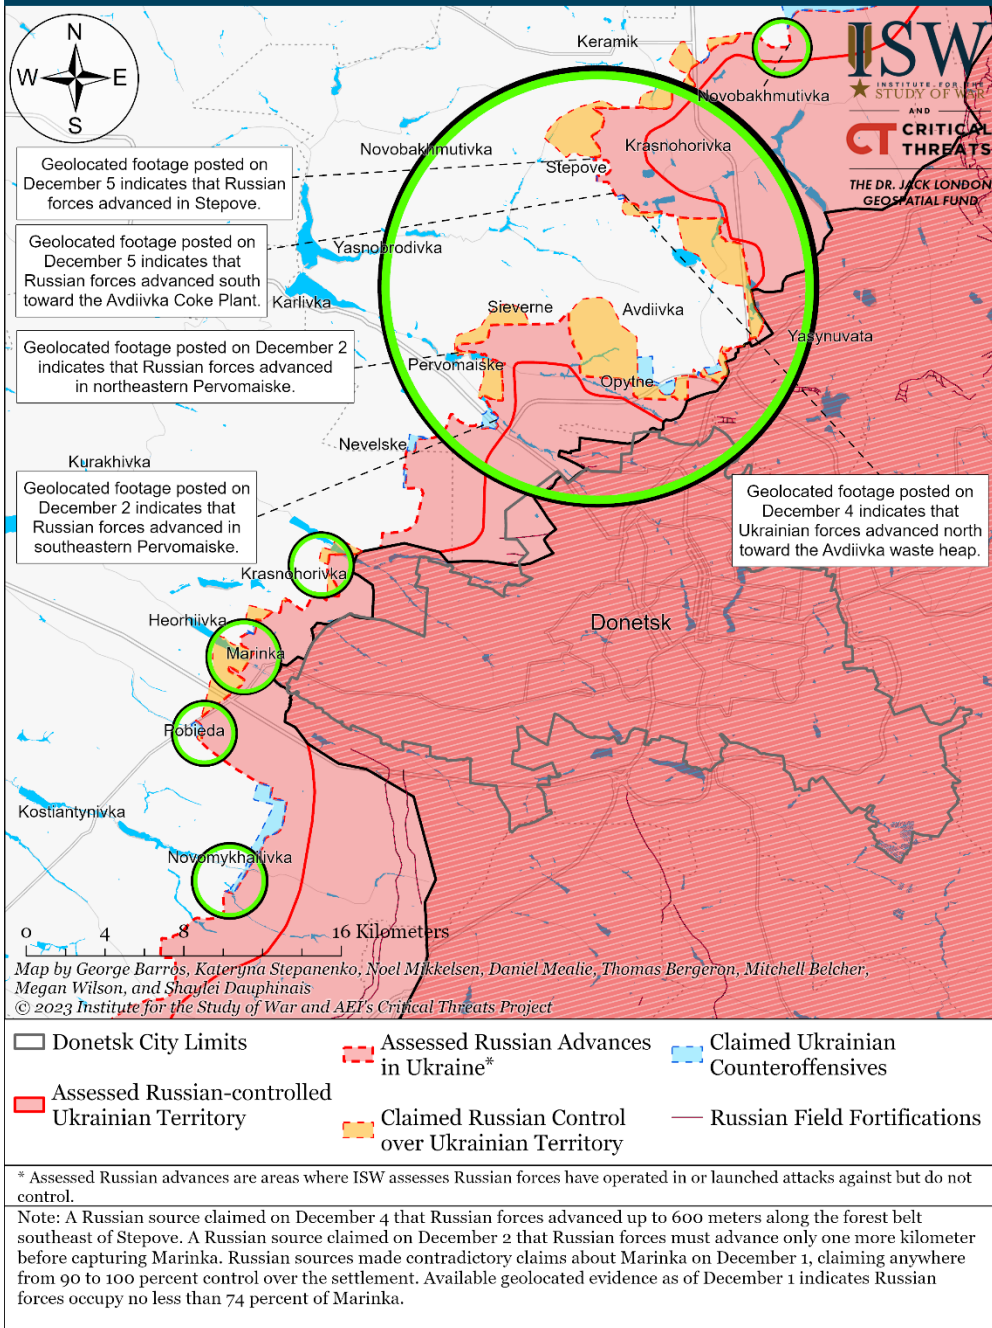 N
W
E
S
ISW
INSTITUTE FOR THE
STUDY OF WAR
AND
CT CRITICAL
THREATS
THE DR. JACK LONDON
GEOSPATIAL FUND
Keramik
Novobakhmutivka
Novobakhmutivka
Krasnohorivka
Stepove
Geolocated footage posted on
December 5 indicates that Russian
forces advanced in Stepove.
Geolocated footage posted on
December 5 indicates that
Russian forces advanced south
toward the Avdiivka Coke Plant.
Yasnobrodivka
Karlivka
Sieverne
Avdiivka
Yasynuvata
Geolocated footage posted on December 2
indicates that Russian forces advanced
in northeastern Pervomaiske.
Pervomaiske
Opytne
Nevelske
Kurakhivka
Geolocated footage posted on
December 2 indicates that
Russian forces advanced in
southeastern Pervomaiske.
Geolocated footage posted on
December 4 indicates that
Ukrainian forces advanced north
toward the Avdiivka waste heap.
Krasnohorivka
Heorhiivka
Donetsk
Marinka
Pobieda
Kostiantynivka
Novomykhailivka
0 4 8 16 Kilometers
Map by George Barros, Kateryna Stepanenko, Noel Mikkelsen, Daniel Mealie, Thomas Bergeron, Mitchell Belcher,
Megan Wilson, and Shaylei Dauphinais
© 2023 Institute for the Study of War and AEI's Critical Threats Project
Donetsk City Limits
Assessed Russian-controlled
Ukrainian Territory
Assessed Russian Advances
in Ukraine*
Claimed Russian Control
over Ukrainian Territory
Claimed Ukrainian
Counteroffensives
Russian Field Fortifications
* Assessed Russian advances are areas where ISW assesses Russian forces have operated in or launched attacks against but do not
control.
Note: A Russian source claimed on December 4 that Russian forces advanced up to 600 meters along the forest belt
southeast of Stepove. A Russian source claimed on December 2 that Russian forces must advance only one more kilometer
before capturing Marinka. Russian sources made contradictory claims about Marinka on December 1, claiming anywhere
from 90 to 100 percent control over the settlement. Available geolocated evidence as of December 1 indicates Russian
forces occupy no less than 74 percent of Marinka.